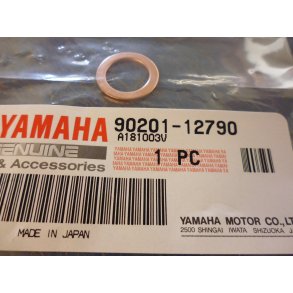 YAMAHA 90201-12790
A181003V
GENUINE
& Accessories
1 PC
MADE IN JAPAN
YAMAHA MOTOR CO.,LT
2500 SHINGAI IWATA SHIZUOKA J